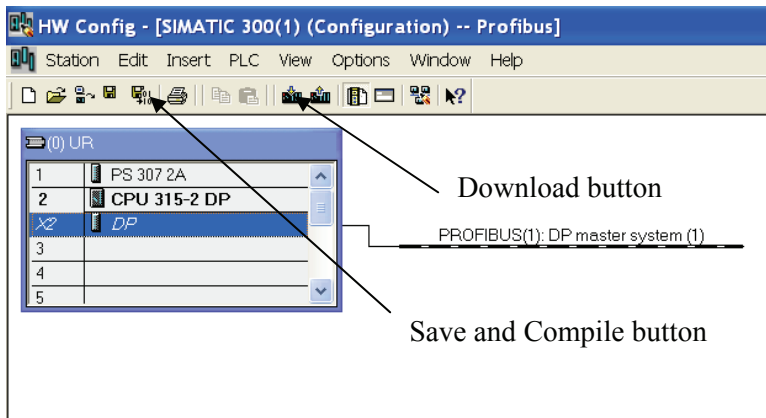 HW Config - [SIMATIC 300(1) (Configuration) -- Profibus]
Station Edit Insert PLC View Options Window Help
(0) UR
1 PS 307 2A
2 CPU 315-2 DP
X2 DP
3
4
5
Download button
PROFIBUS(1): DP master system (1)
Save and Compile button